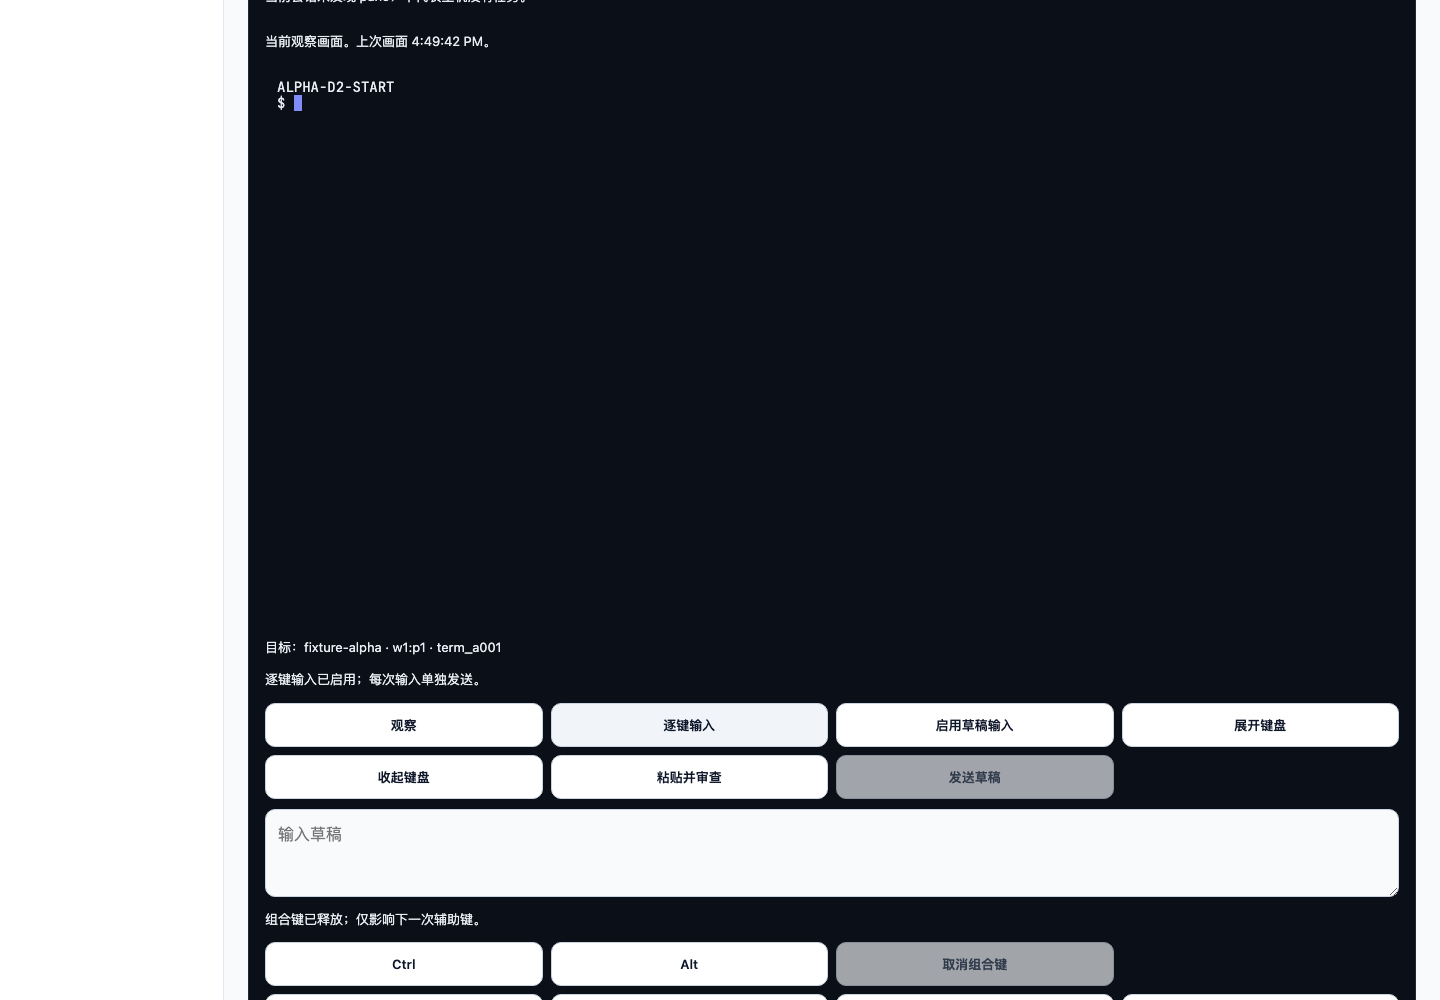 当前观察画面。上次画面 4:49:42 PM。
ALPHA-D2-START
$
目标：fixture-alpha · w1:p1 · term_a001
逐键输入已启用；每次输入单独发送。
观察
逐键输入
启用草稿输入
展开键盘
收起键盘
粘贴并审查
发送草稿
输入草稿
组合键已释放；仅影响下一次辅助键。
Ctrl
Alt
取消组合键